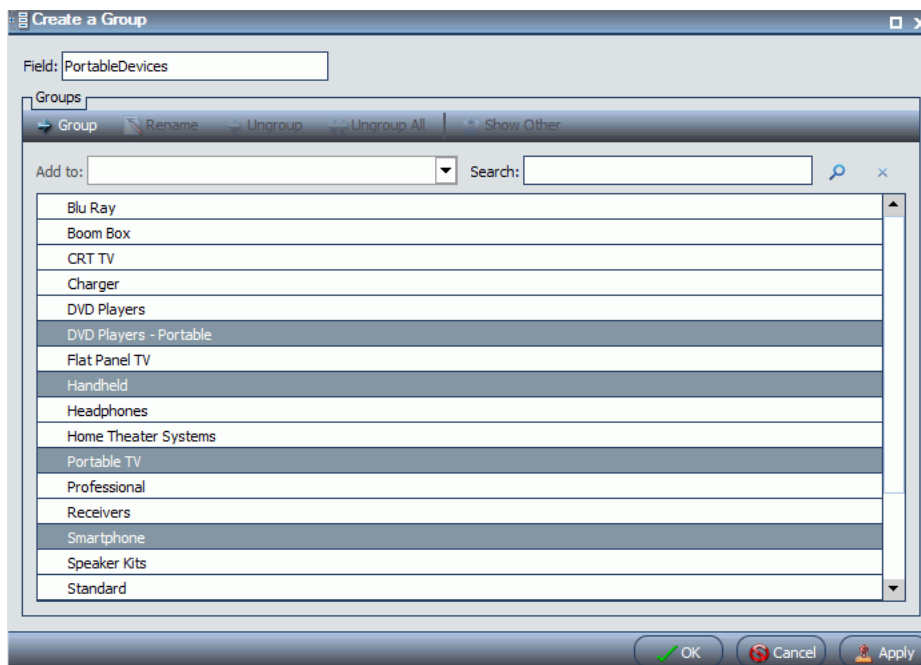 Create a Group
Field: PortableDevices
Groups
Group Rename Ungroup Ungroup All Show Other
Add to: Search:
Blu Ray
Boom Box
CRT TV
Charger
DVD Players
DVD Players - Portable
Flat Panel TV
Handheld
Headphones
Home Theater Systems
Portable TV
Professional
Receivers
Smartphone
Speaker Kits
Standard
OK Cancel Apply